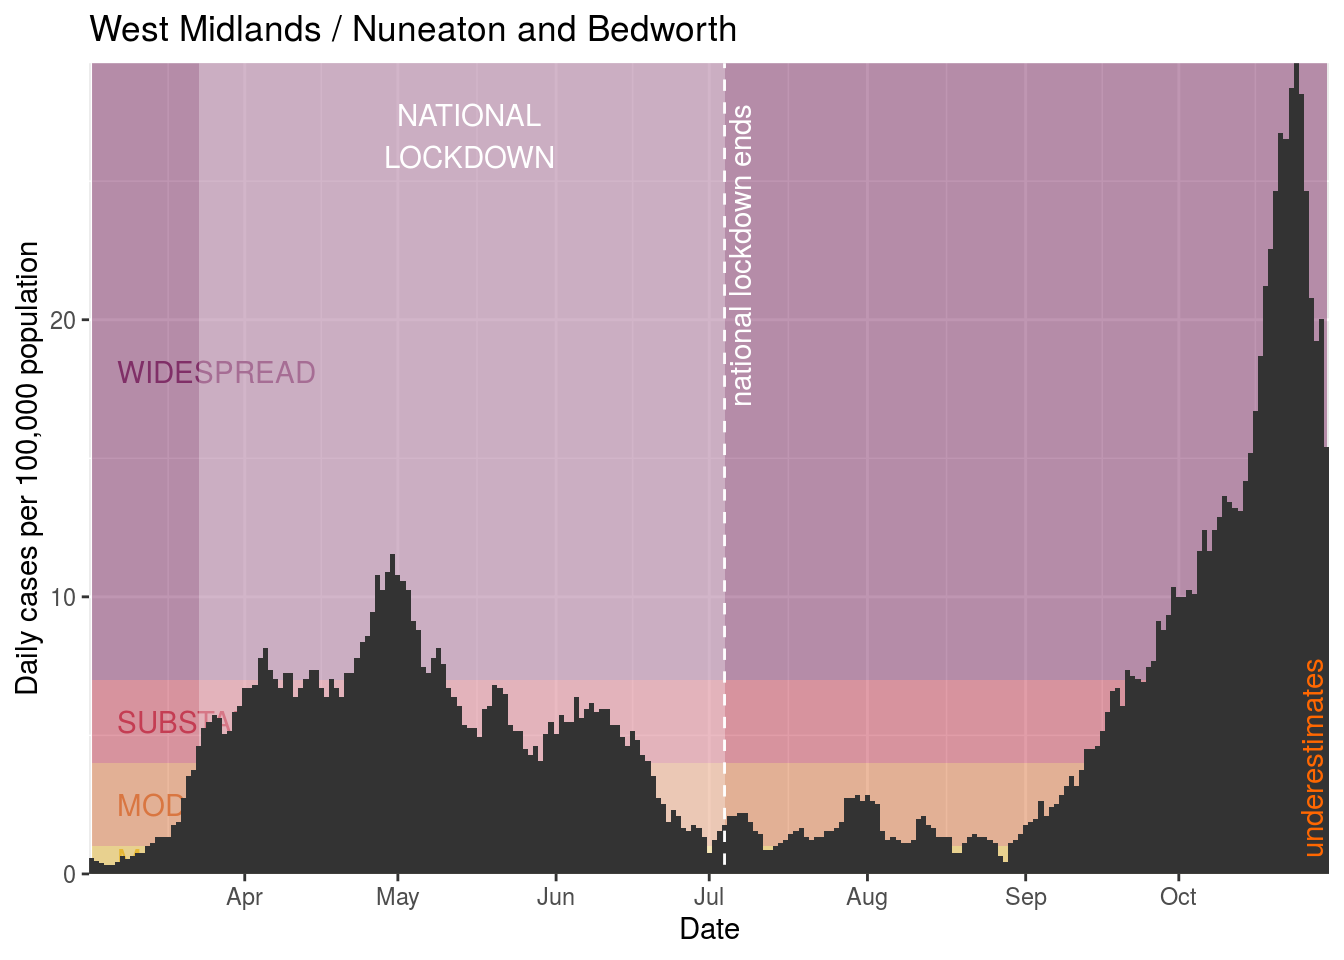 West Midlands / Nuneaton and Bedworth
NATIONAL
LOCKDOWN
national lockdown ends
WIDESPREAD
SUBSTA
MOD
underestimates
Daily cases per 100,000 population
20
10
0
Apr
May
Jun
Jul
Aug
Sep
Oct
Date